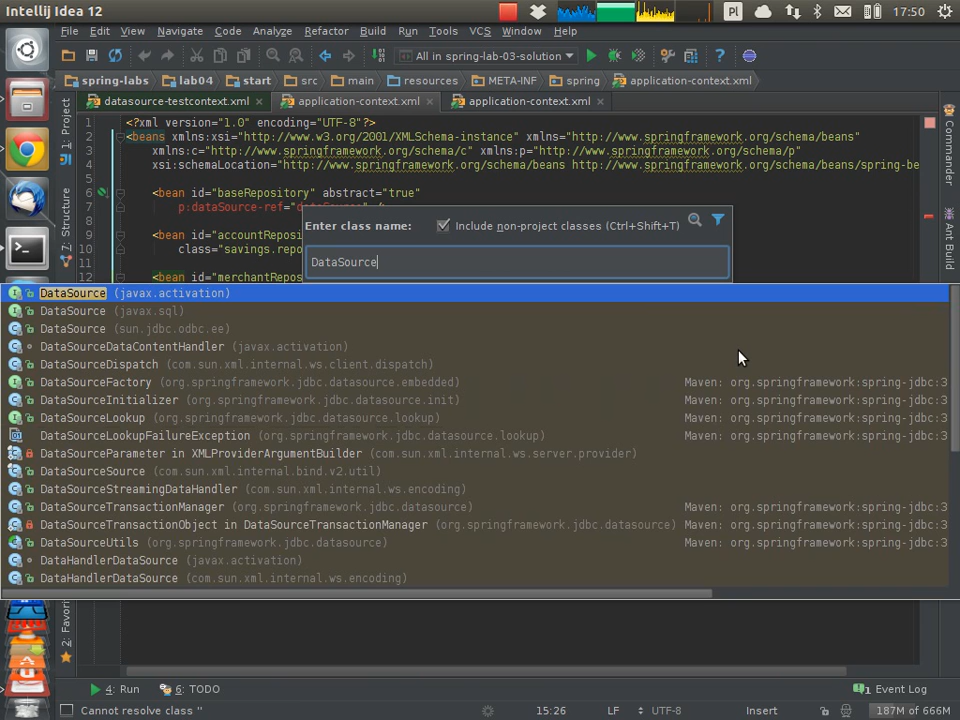 Intellij Idea 12
Pl
17:50
File Edit View Navigate Code Analyze Refactor Build Run Tools VCS Window Help
All in spring-lab-03-solution
spring-labs lab04 start src main resources META-INF spring application-context.xml
datasource-testcontext.xml application-context.xml application-context.xml
1: Project
7: Structure
2: Favori
Commander
Ant Build
1 <?xml version="1.0" encoding="UTF-8"?>
2 <beans xmlns:xsi="http://www.w3.org/2001/XMLSchema-instance" xmlns="http://www.springframework.org/schema/beans"
3 xmlns:c="http://www.springframework.org/schema/c" xmlns:p="http://www.springframework.org/schema/p"
4 xsi:schemaLocation="http://www.springframework.org/schema/beans http://www.springframework.org/schema/beans/spring-be
5
6 <bean id="baseRepository" abstract="true"
7 p:dataSource-ref="
8
9 <bean id="accountReposi
10 class="savings.repo
11
12 <bean id="merchantRepos
Enter class name: Include non-project classes (Ctrl+Shift+T)
DataSource
DataSource (javax.activation)
DataSource (javax.sql)
DataSource (sun.jdbc.odbc.ee)
DataSourceDataContentHandler (javax.activation)
DataSourceDispatch (com.sun.xml.internal.ws.client.dispatch)
DataSourceFactory (org.springframework.jdbc.datasource.embedded) Maven: org.springframework:spring-jdbc:3
DataSourceInitializer (org.springframework.jdbc.datasource.init) Maven: org.springframework:spring-jdbc:3
DataSourceLookup (org.springframework.jdbc.datasource.lookup) Maven: org.springframework:spring-jdbc:3
DataSourceLookupFailureException (org.springframework.jdbc.datasource.lookup) Maven: org.springframework:spring-jdbc:3
DataSourceParameter in XMLProviderArgumentBuilder (com.sun.xml.internal.ws.server.provider)
DataSourceSource (com.sun.xml.internal.bind.v2.util)
DataSourceStreamingDataHandler (com.sun.xml.internal.ws.encoding)
DataSourceTransactionManager (org.springframework.jdbc.datasource) Maven: org.springframework:spring-jdbc:3
DataSourceTransactionObject in DataSourceTransactionManager (org.springframework.jdbc.datasource) Maven: org.springframework:spring-jdbc:3
DataSourceUtils (org.springframework.jdbc.datasource) Maven: org.springframework:spring-jdbc:3
DataHandlerDataSource (javax.activation)
DataHandlerDataSource (com.sun.xml.internal.ws.encoding)
4: Run 6: TODO 1 Event Log
Cannot resolve class '' 15:26 LF UTF-8 Insert 187M of 666M